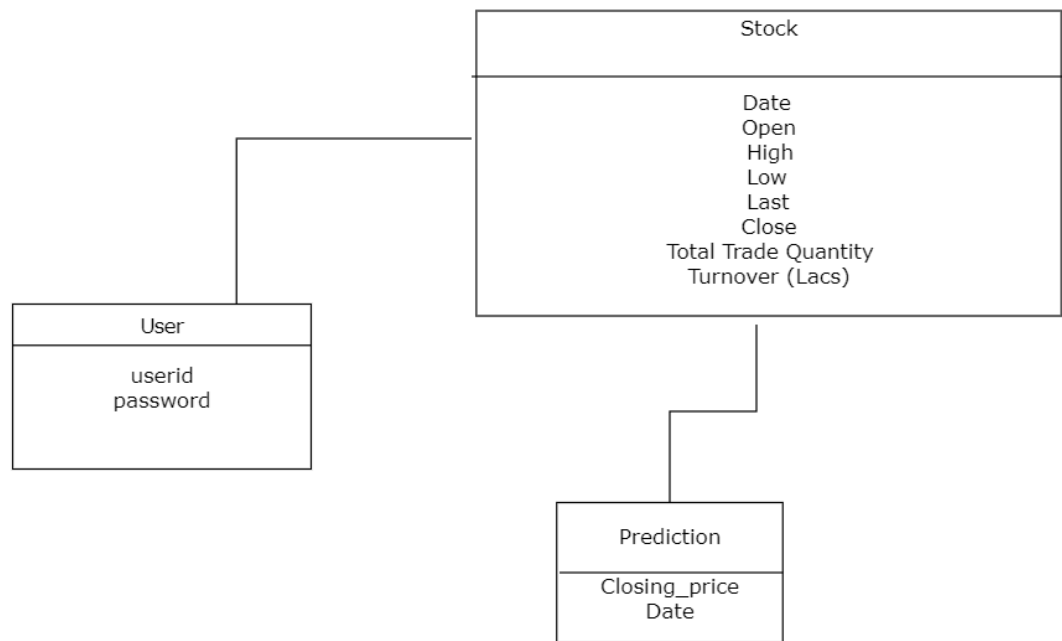 Stock
Date
Open
High
Low
Last
Close
Total Trade Quantity
Turnover (Lacs)
User
userid
password
Prediction
Closing_price
Date